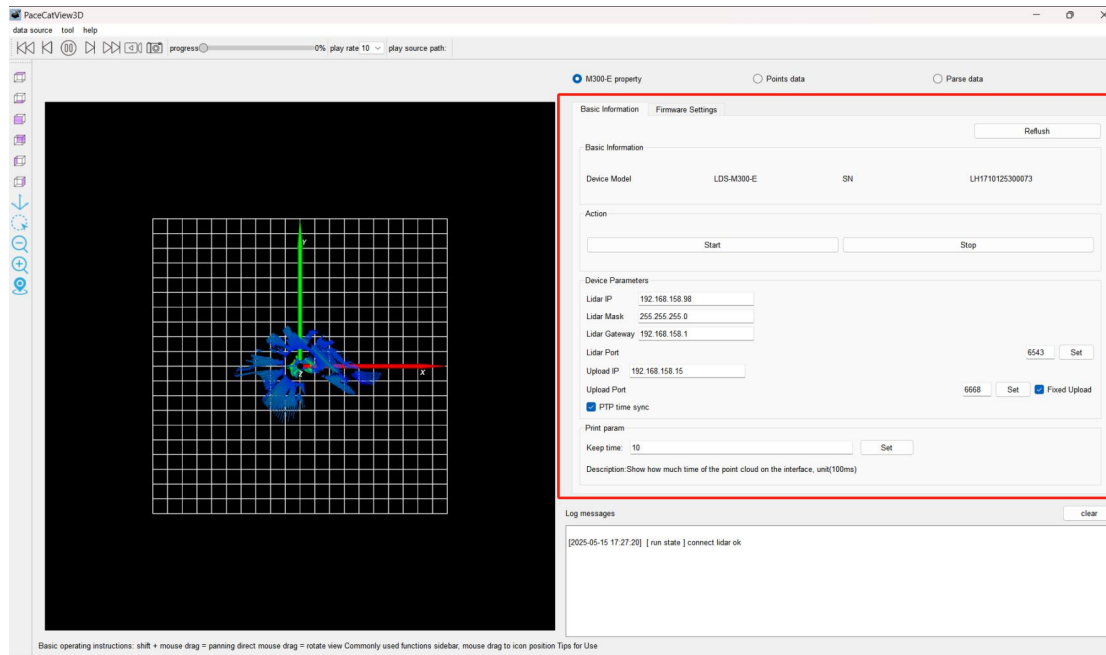 PaceCatView3D
data source tool help
progress 0% play rate 10 play source path:
M300-E property Points data Parse data
Basic Information Firmware Settings
Reflush
Basic Information
Device Model LDS-M300-E SN LH1710125300073
Action
Start Stop
Device Parameters
Lidar IP 192.168.158.98
Lidar Mask 255.255.255.0
Lidar Gateway 192.168.158.1
Lidar Port 6543 Set
Upload IP 192.168.158.15
Upload Port 6668 Set Fixed Upload
PTP time sync
Print param
Keep time: 10 Set
Description:Show how much time of the point cloud on the interface, unit(100ms)
Y
Z X
Log messages clear
[2025-05-15 17:27:20] [ run state ] connect lidar ok
Basic operating instructions: shift + mouse drag = panning direct mouse drag = rotate view Commonly used functions sidebar, mouse drag to icon position Tips for Use